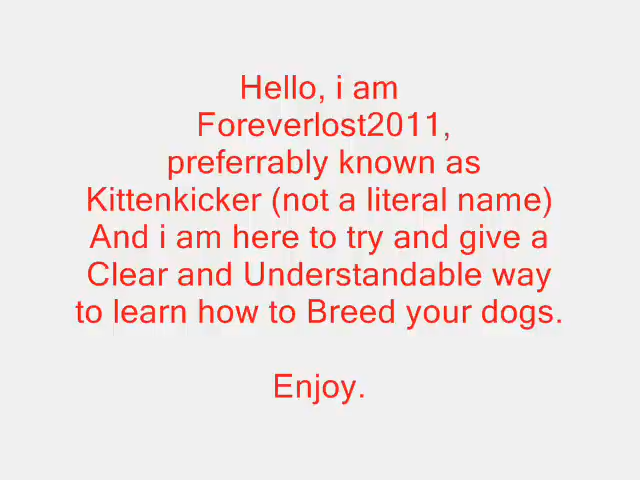 Hello, i am
Foreverlost2011,
preferrably known as
Kittenkicker (not a literal name)
And i am here to try and give a
Clear and Understandable way
to learn how to Breed your dogs.
Enjoy.